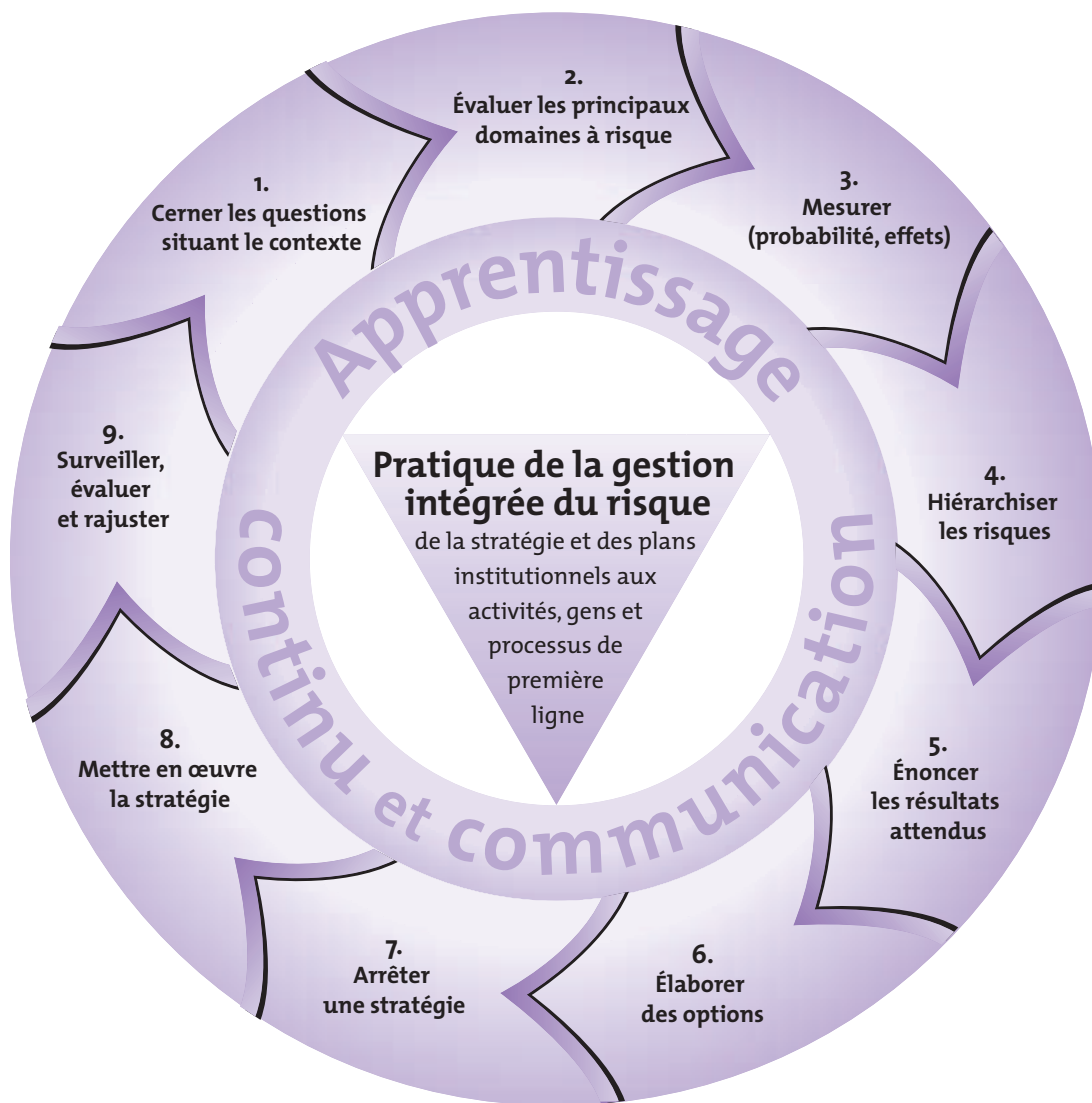 1.
Cerner les questions
situant le contexte
2.
Évaluer les principaux
domaines à risque
3.
Mesurer
(probabilité, effets)
4.
Hiérarchiser
les risques
5.
Énoncer
les résultats
attendus
6.
Élaborer
des options
7.
Arrêter
une stratégie
8.
Mettre en œuvre
la stratégie
9.
Surveiller,
évaluer
et rajuster
Apprentissage
continu et communication
Pratique de la gestion
intégrée du risque
de la stratégie et des plans
institutionnels aux
activités, gens et
processus de
première
ligne